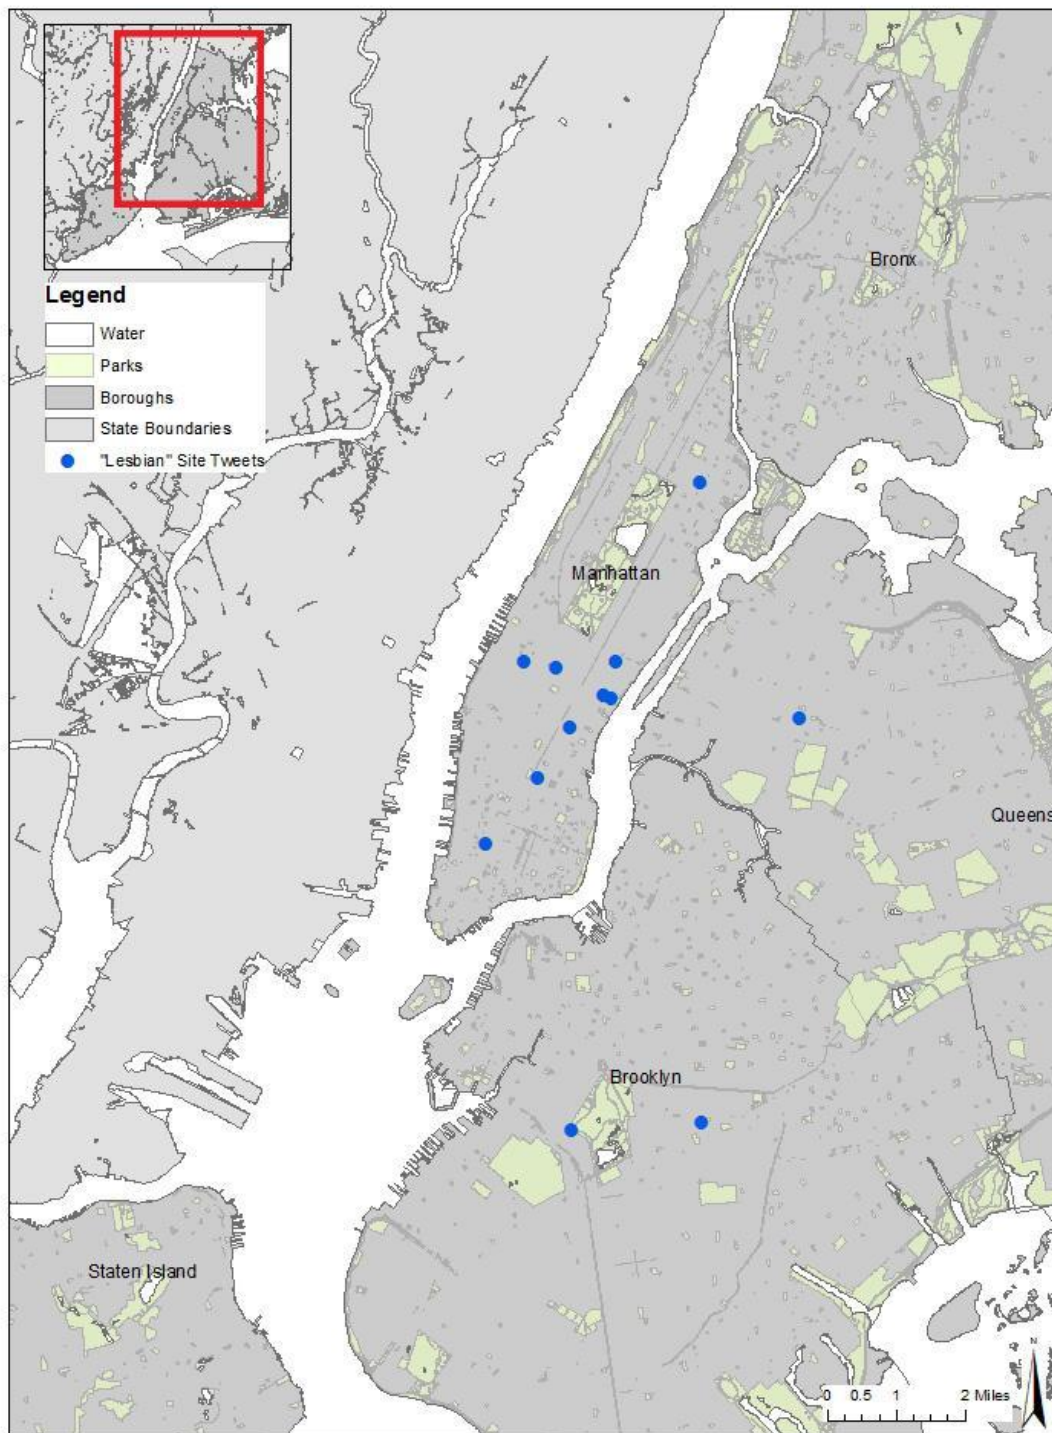 Legend
Water
Parks
Boroughs
State Boundaries
"Lesbian" Site Tweets
Bronx
Manhattan
Queens
Brooklyn
Staten Island
N
0 0.5 1 2 Miles